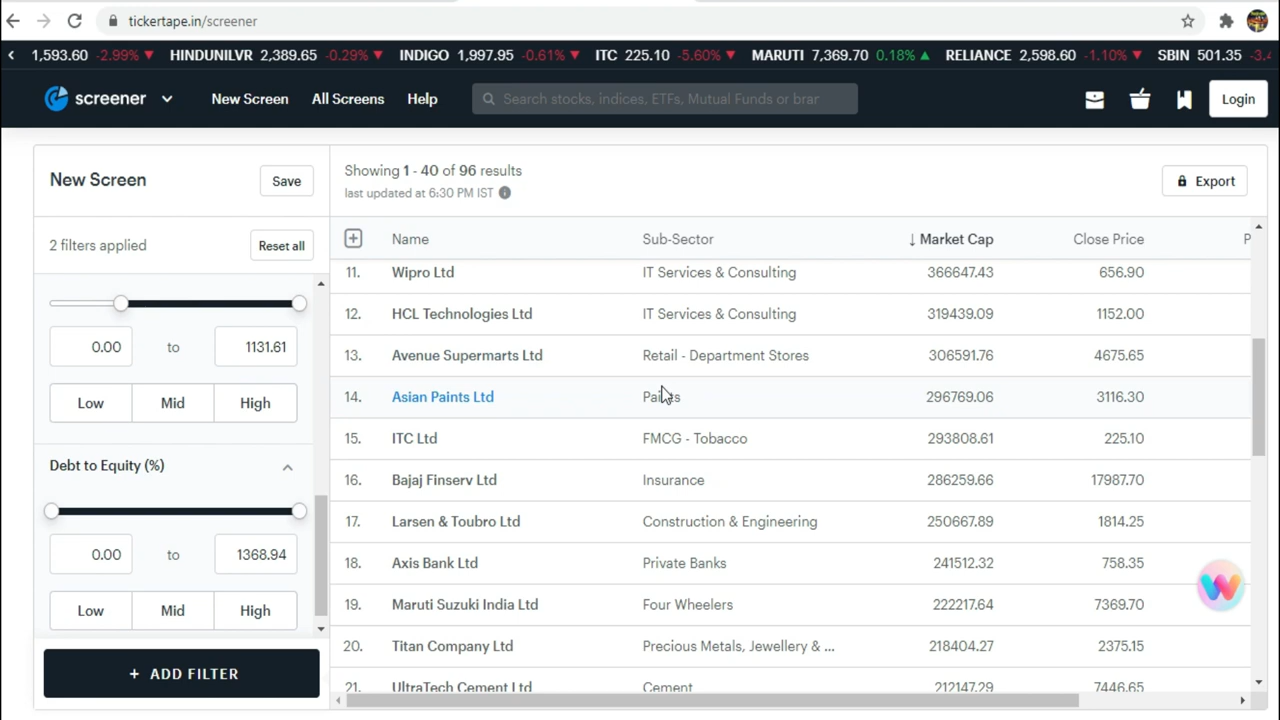 tickertape.in/screener
1,593.60 -2.99% ▼ HINDUNILVR 2,389.65 -0.29% ▼ INDIGO 1,997.95 -0.61% ▼ ITC 225.10 -5.60% ▼ MARUTI 7,369.70 0.18% ▲ RELIANCE 2,598.60 -1.10% ▼ SBIN 501.35
screener New Screen All Screens Help Search stocks, indices, ETFs, Mutual Funds or brar Login
New Screen Save
Showing 1 - 40 of 96 results
last updated at 6:30 PM IST
Export
2 filters applied Reset all
Name Sub-Sector ↓ Market Cap Close Price P
11. Wipro Ltd IT Services & Consulting 366647.43 656.90
12. HCL Technologies Ltd IT Services & Consulting 319439.09 1152.00
13. Avenue Supermarts Ltd Retail - Department Stores 306591.76 4675.65
14. Asian Paints Ltd Paints 296769.06 3116.30
15. ITC Ltd FMCG - Tobacco 293808.61 225.10
16. Bajaj Finserv Ltd Insurance 286259.66 17987.70
17. Larsen & Toubro Ltd Construction & Engineering 250667.89 1814.25
18. Axis Bank Ltd Private Banks 241512.32 758.35
19. Maruti Suzuki India Ltd Four Wheelers 222217.64 7369.70
20. Titan Company Ltd Precious Metals, Jewellery & ... 218404.27 2375.15
21. UltraTech Cement Ltd Cement 212147.29 7446.65
0.00 to 1131.61
Low Mid High
Debt to Equity (%)
0.00 to 1368.94
Low Mid High
+ ADD FILTER